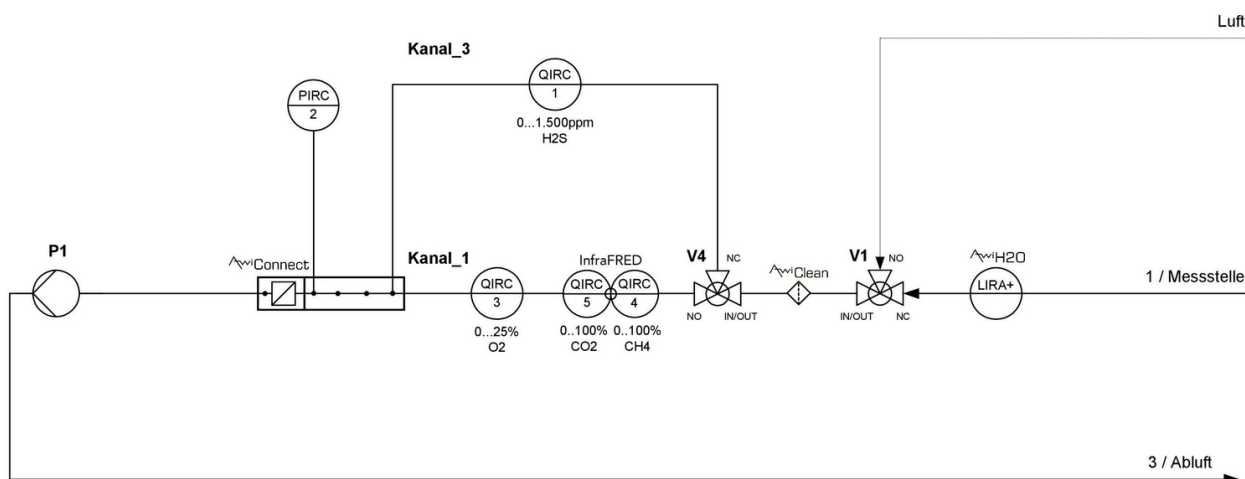 Luft
Kanal_3
QIRC
1
0...1.500ppm
H2S
PIRC
2
P1
AwiConnect
Kanal_1
QIRC
3
0...25%
O2
InfraFRED
QIRC
5
0..100%
CO2
QIRC
4
0..100%
CH4
V4
NC
NO
IN/OUT
AwiClean
V1
NO
IN/OUT
NC
AwiH2O
LIRA+
1 / Messstelle
3 / Abluft